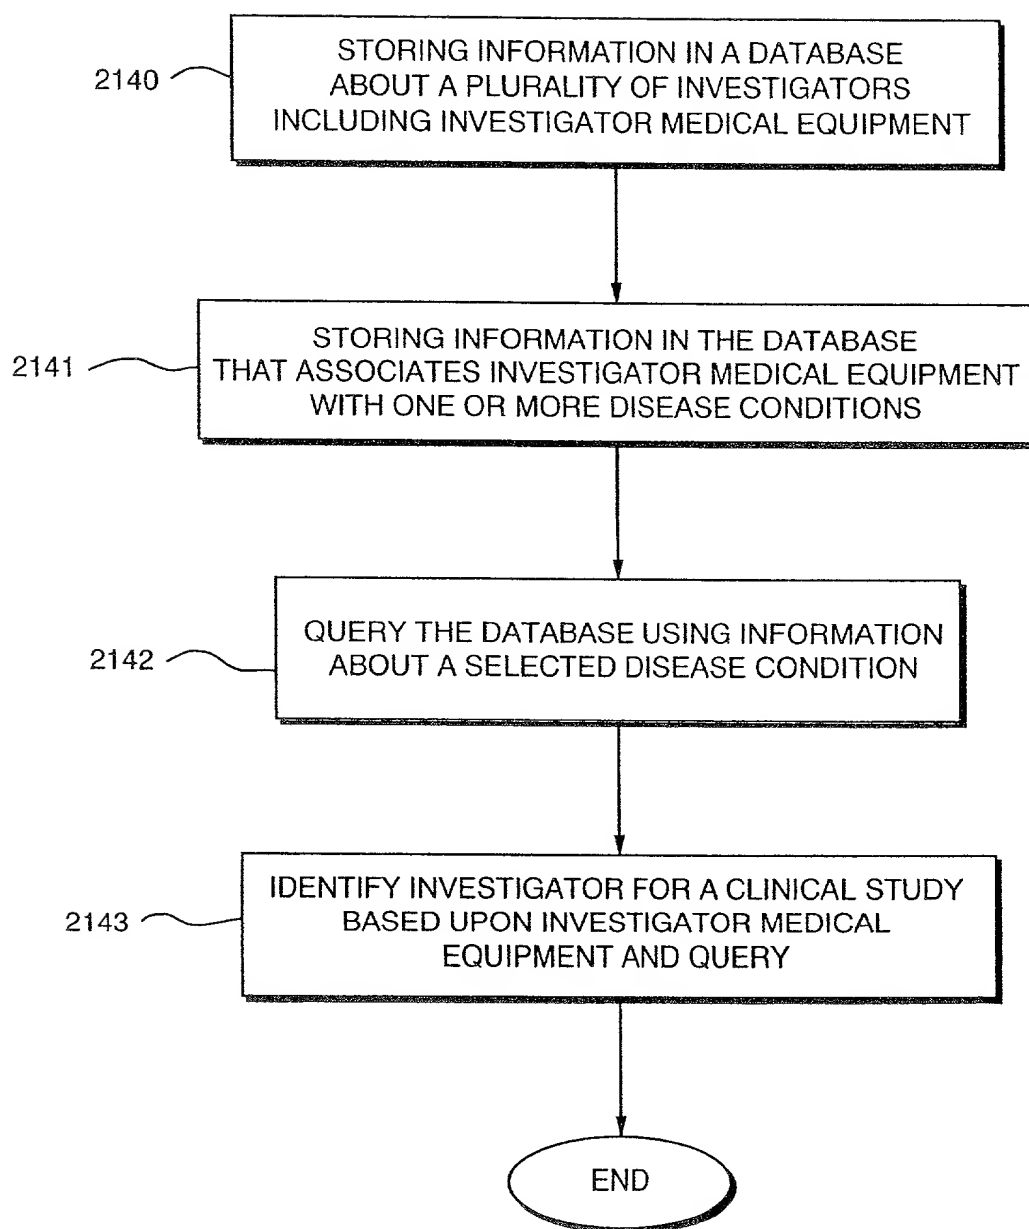 2140
STORING INFORMATION IN A DATABASE
ABOUT A PLURALITY OF INVESTIGATORS
INCLUDING INVESTIGATOR MEDICAL EQUIPMENT
2141
STORING INFORMATION IN THE DATABASE
THAT ASSOCIATES INVESTIGATOR MEDICAL EQUIPMENT
WITH ONE OR MORE DISEASE CONDITIONS
2142
QUERY THE DATABASE USING INFORMATION
ABOUT A SELECTED DISEASE CONDITION
2143
IDENTIFY INVESTIGATOR FOR A CLINICAL STUDY
BASED UPON INVESTIGATOR MEDICAL
EQUIPMENT AND QUERY
END